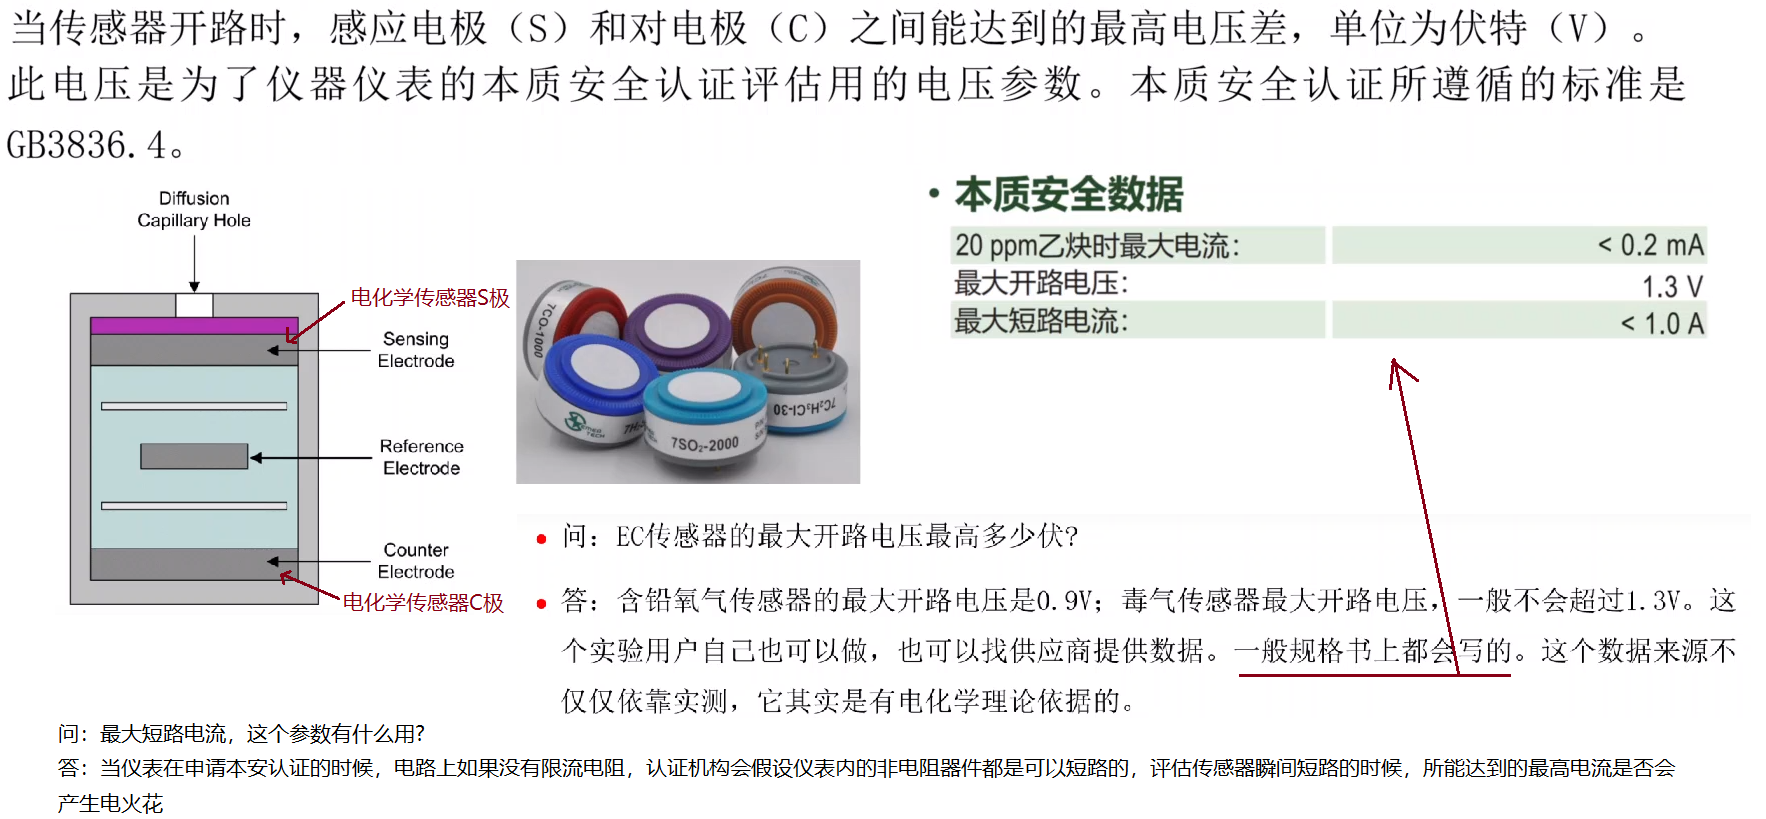 当传感器开路时，感应电极（S）和对电极（C）之间能达到的最高电压差，单位为伏特（V）。
此电压是为了仪器仪表的本质安全认证评估用的电压参数。本质安全认证所遵循的标准是
GB3836.4。
Diffusion
Capillary Hole
电化学传感器S极
Sensing
Electrode
Reference
Electrode
Counter
Electrode
电化学传感器C极
7CO-1000
7SO₂-2000
7C₂H₃Cl-30
• 本质安全数据
20 ppm乙炔时最大电流： < 0.2 mA
最大开路电压： 1.3 V
最大短路电流： < 1.0 A
• 问：EC传感器的最大开路电压最高多少伏？
• 答：含铅氧气传感器的最大开路电压是0.9V；毒气传感器最大开路电压，一般不会超过1.3V。这
个实验用户自己也可以做，也可以找供应商提供数据。一般规格书上都会写的。这个数据来源不
仅仅依靠实测，它其实是有电化学理论依据的。
问：最大短路电流，这个参数有什么用？
答：当仪表在申请本安认证的时候，电路上如果没有限流电阻，认证机构会假设仪表内的非电阻器件都是可以短路的，评估传感器瞬间短路的时候，所能达到的最高电流是否会
产生电火花